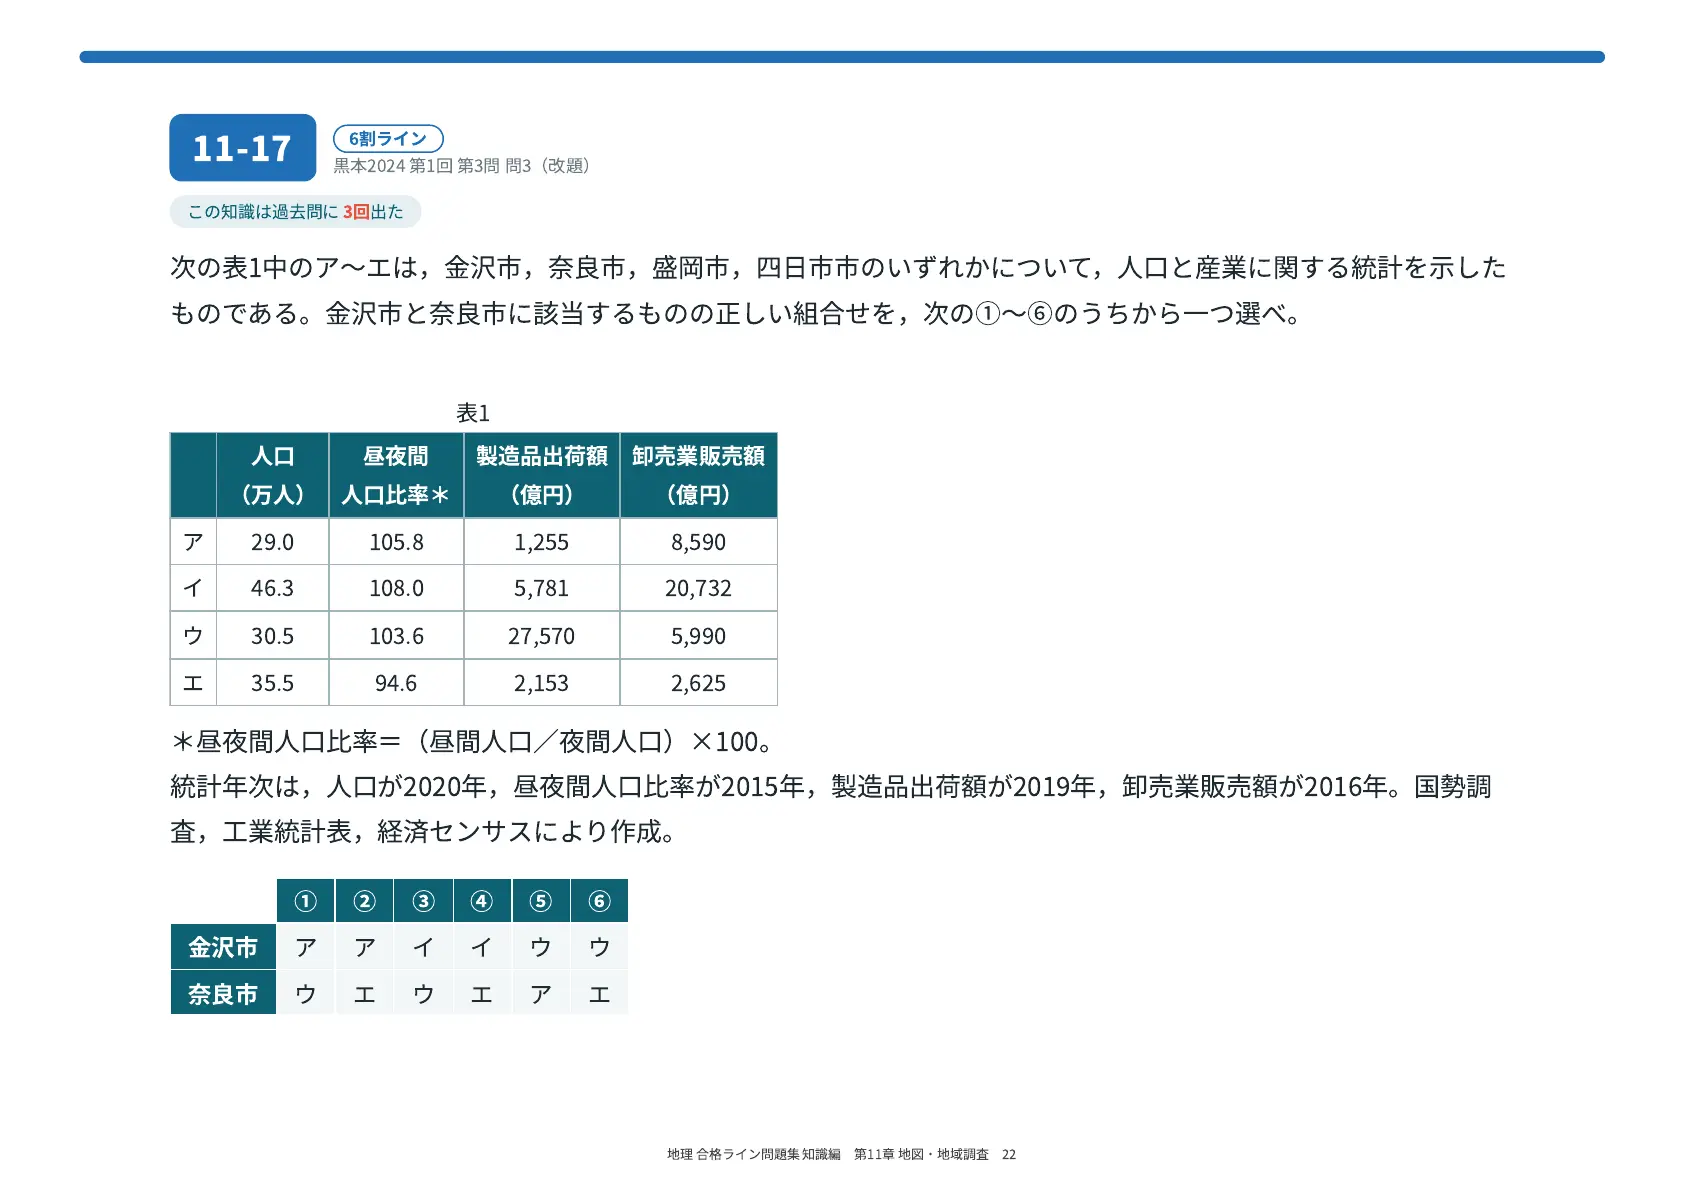 11-17
6割ライン
黒本2024 第1回 第3問 問3（改題）
この知識は過去問に 3回出た
次の表1中のア～エは，金沢市，奈良市，盛岡市，四日市市のいずれかについて，人口と産業に関する統計を示した
ものである。金沢市と奈良市に該当するものの正しい組合せを，次の①～⑥のうちから一つ選べ。
表1
人口（万人） 昼夜間人口比率＊ 製造品出荷額（億円） 卸売業販売額（億円）
ア 29.0 105.8 1,255 8,590
イ 46.3 108.0 5,781 20,732
ウ 30.5 103.6 27,570 5,990
エ 35.5 94.6 2,153 2,625
＊昼夜間人口比率＝（昼間人口／夜間人口）×100。
統計年次は，人口が2020年，昼夜間人口比率が2015年，製造品出荷額が2019年，卸売業販売額が2016年。国勢調
査，工業統計表，経済センサスにより作成。
① ② ③ ④ ⑤ ⑥
金沢市 ア ア イ イ ウ ウ
奈良市 ウ エ ウ エ ア エ
地理 合格ライン問題集 知識編 第11章 地図・地域調査 22